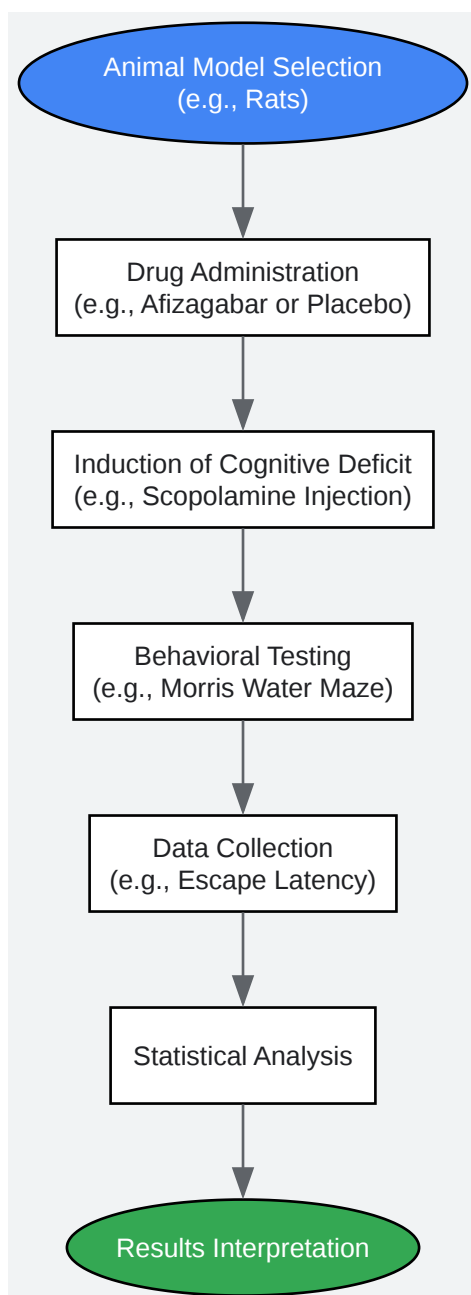 Animal Model Selection
(e.g., Rats)
Drug Administration
(e.g., Afizagabar or Placebo)
Induction of Cognitive Deficit
(e.g., Scopolamine Injection)
Behavioral Testing
(e.g., Morris Water Maze)
Data Collection
(e.g., Escape Latency)
Statistical Analysis
Results Interpretation